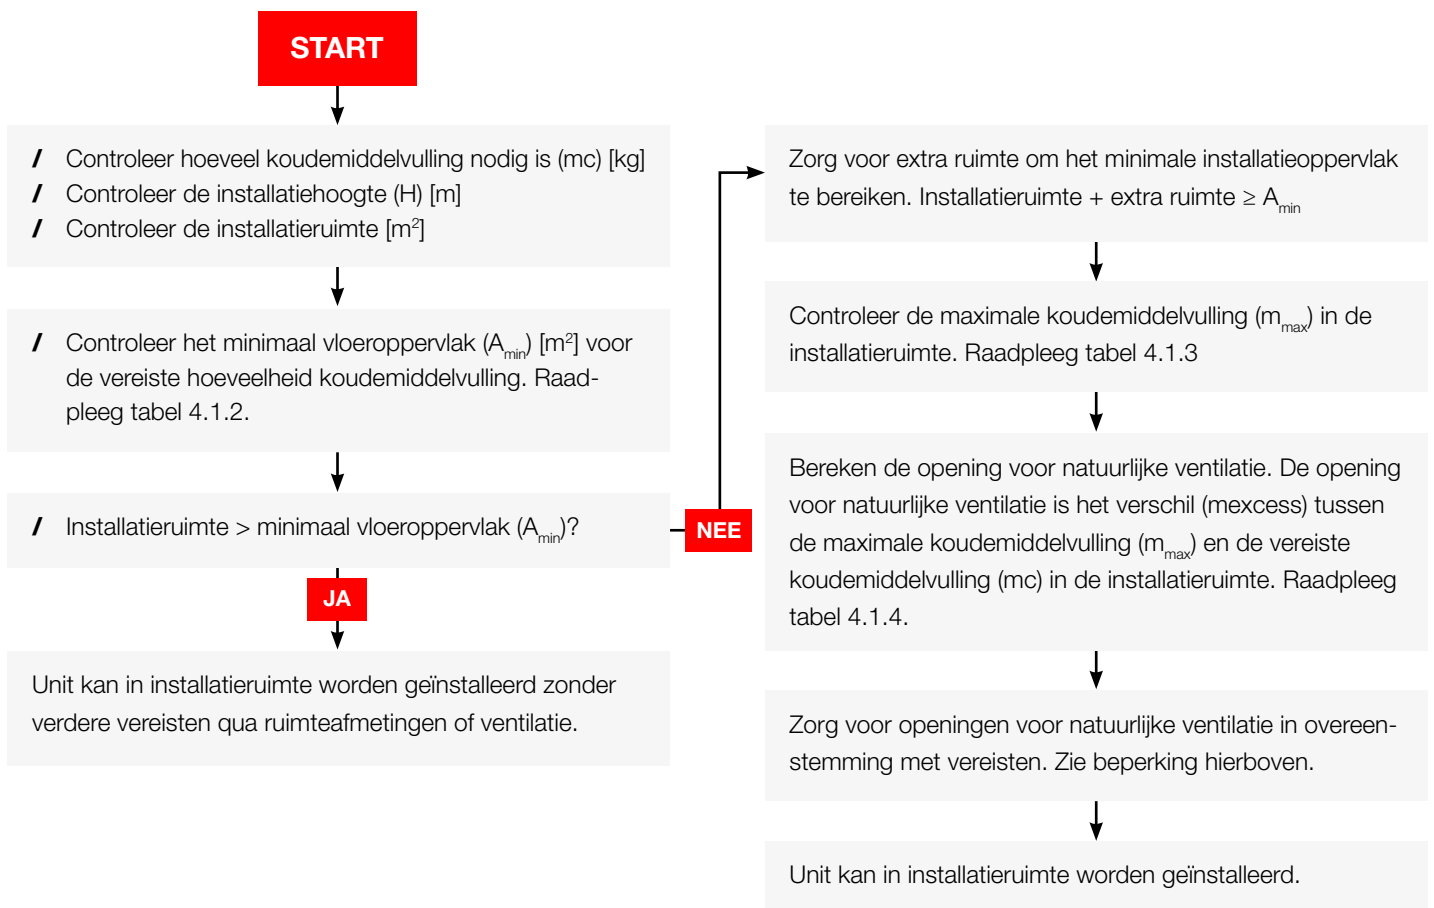 START
/ Controleer hoeveel koudemiddelvulling nodig is (mc) [kg]
/ Controleer de installatiehoogte (H) [m]
/ Controleer de installatieruimte [m²]
/ Controleer het minimaal vloeroppervlak (Amin) [m²] voor
de vereiste hoeveelheid koudemiddelvulling. Raad-
pleeg tabel 4.1.2.
/ Installatieruimte > minimaal vloeroppervlak (Amin)?
NEE
JA
Unit kan in installatieruimte worden geïnstalleerd zonder
verdere vereisten qua ruimteafmetingen of ventilatie.
Zorg voor extra ruimte om het minimale installatieoppervlak
te bereiken. Installatieruimte + extra ruimte ≥ Amin
Controleer de maximale koudemiddelvulling (mmax) in de
installatieruimte. Raadpleeg tabel 4.1.3
Bereken de opening voor natuurlijke ventilatie. De opening
voor natuurlijke ventilatie is het verschil (mexcess) tussen
de maximale koudemiddelvulling (mmax) en de vereiste
koudemiddelvulling (mc) in de installatieruimte. Raadpleeg
tabel 4.1.4.
Zorg voor openingen voor natuurlijke ventilatie in overeen-
stemming met vereisten. Zie beperking hierboven.
Unit kan in installatieruimte worden geïnstalleerd.